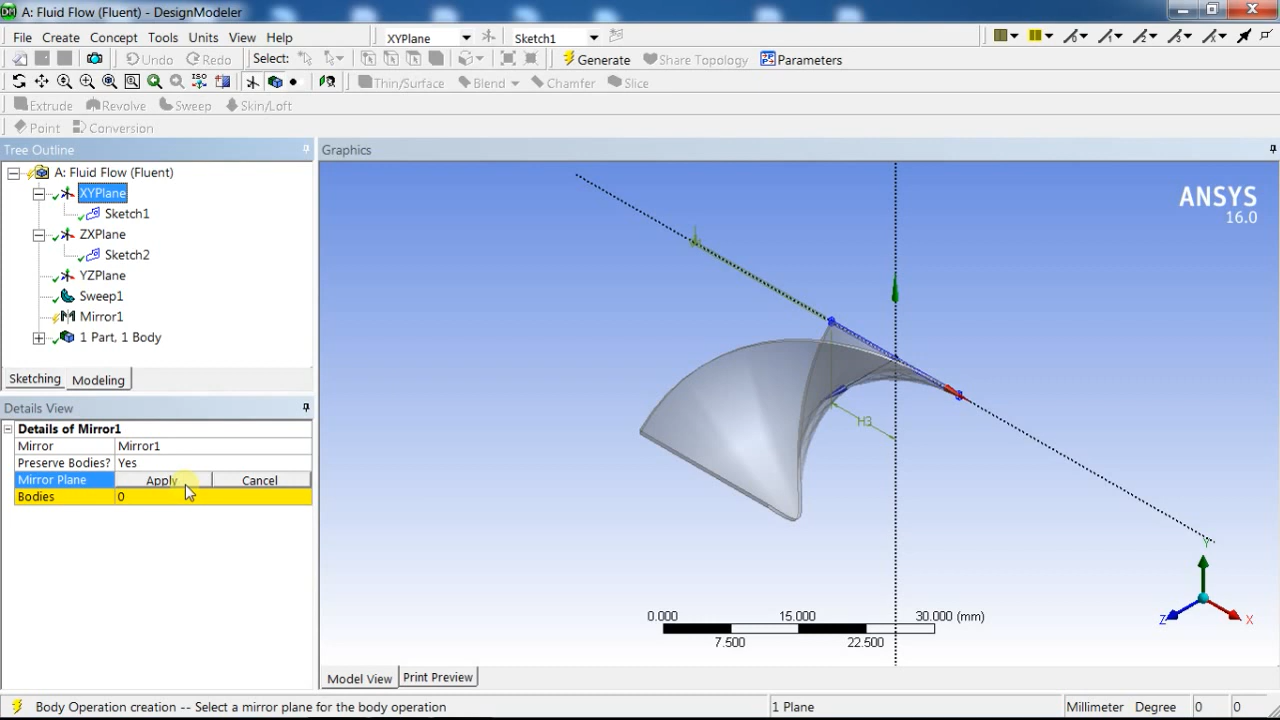 A: Fluid Flow (Fluent) - DesignModeler
File Create Concept Tools Units View Help
XYPlane Sketch1
Undo Redo Select: Generate Share Topology Parameters
ISO Thin/Surface Blend Chamfer Slice
Extrude Revolve Sweep Skin/Loft
Point Conversion
Tree Outline
A: Fluid Flow (Fluent)
XYPlane
Sketch1
ZXPlane
Sketch2
YZPlane
Sweep1
Mirror1
1 Part, 1 Body
Sketching Modeling
Details View
Details of Mirror1
Mirror Mirror1
Preserve Bodies? Yes
Mirror Plane Apply Cancel
Bodies 0
Graphics
ANSYS
16.0
H3
0.000 15.000 30.000 (mm)
7.500 22.500
Y
Z X
Model View Print Preview
Body Operation creation -- Select a mirror plane for the body operation 1 Plane Millimeter Degree 0 0